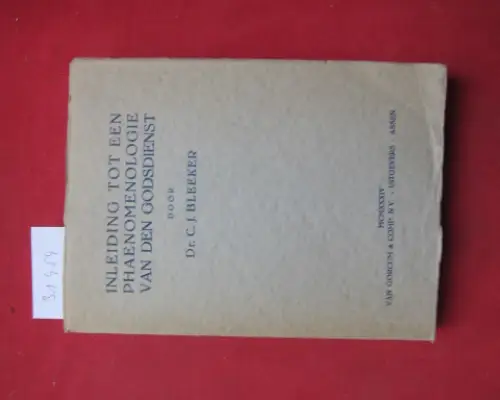 INLEIDING TOT EEN
PHAENOMENOLOGIE
VAN DEN GODSDIENST
DOOR
Dr. C. J. BLEEKER
MCMXXXIV
VAN GORCUM & COMP. N.V. - UITGEVERS - ASSEN